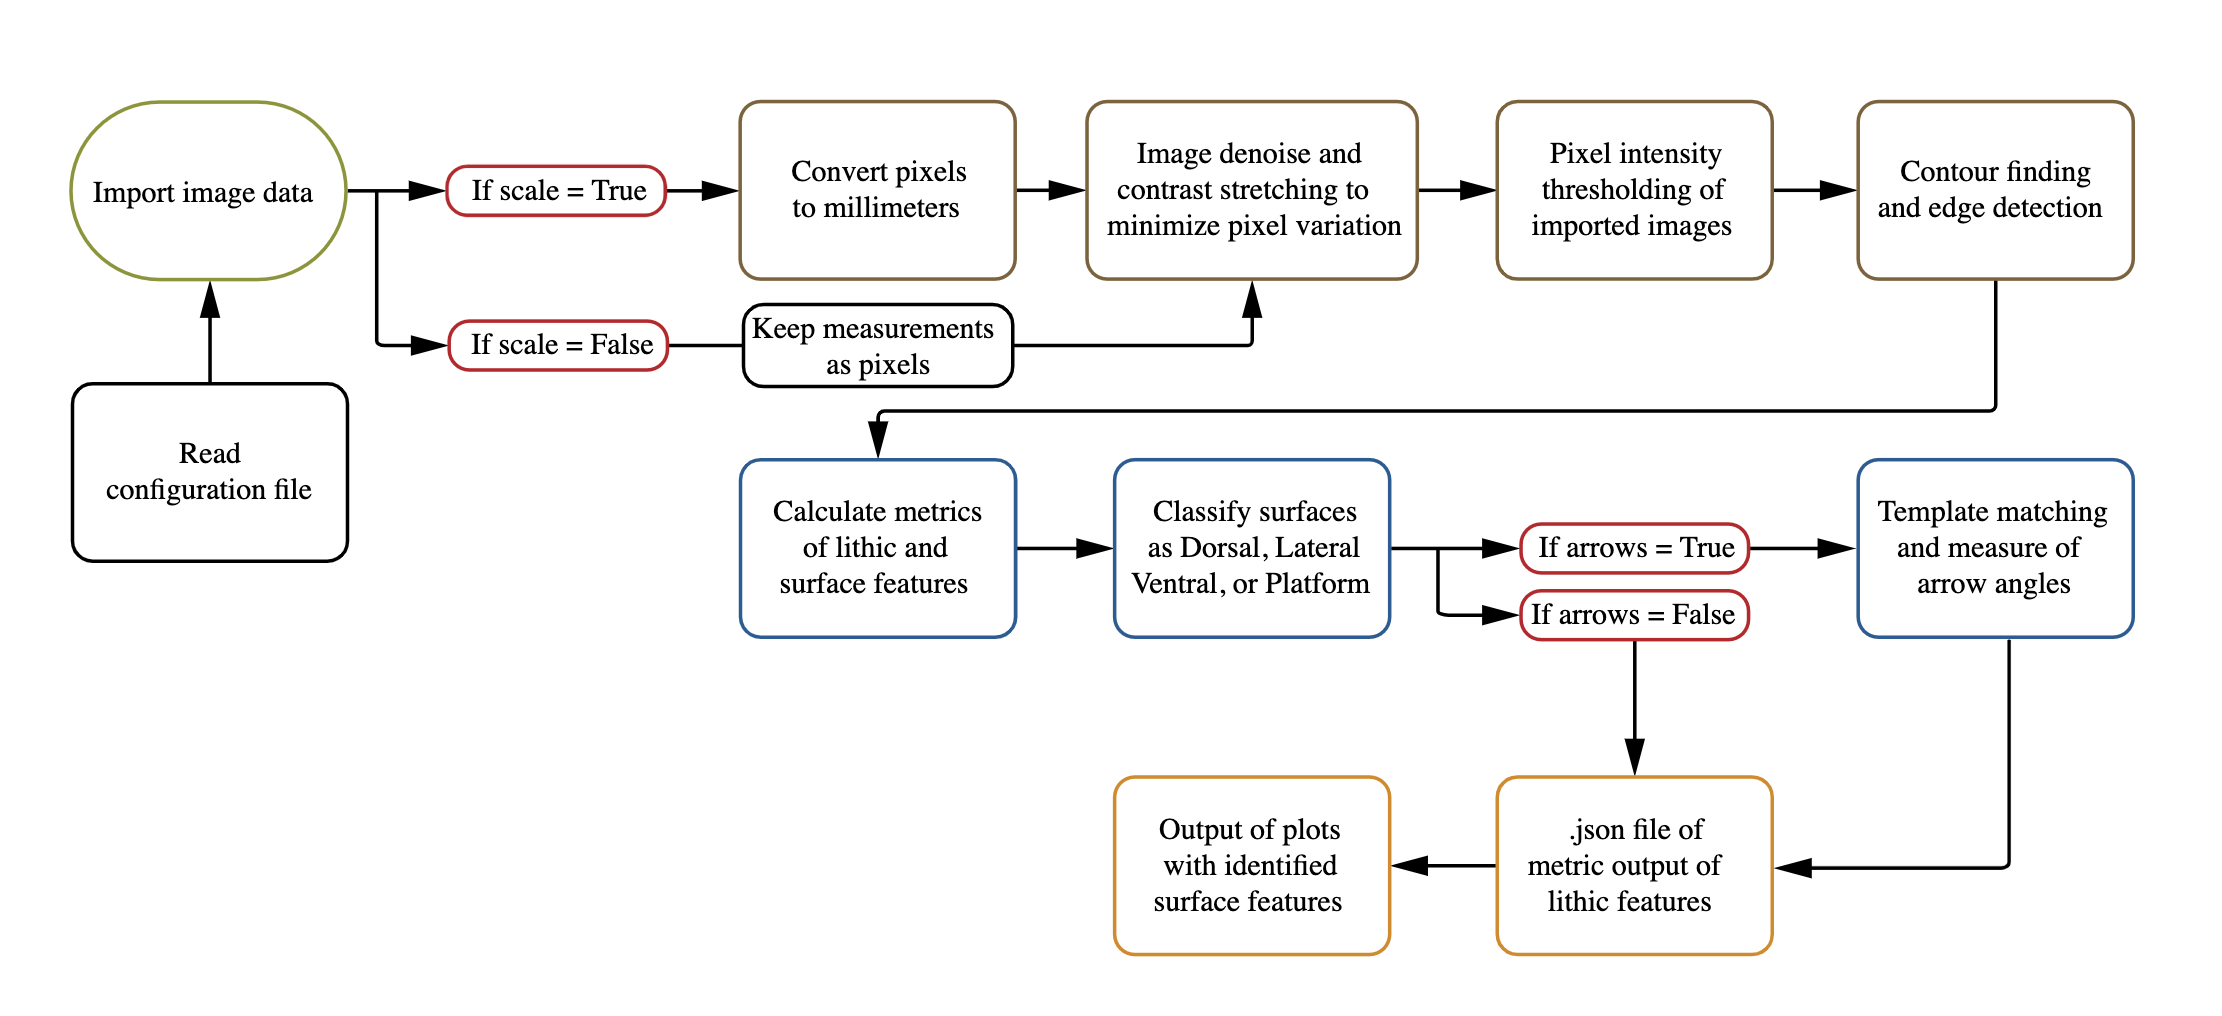 Import image data
If scale = True
Convert pixels
to millimeters
Image denoise and
contrast stretching to
minimize pixel variation
Pixel intensity
thresholding of
imported images
Contour finding
and edge detection
If scale = False
Keep measurements
as pixels
Read
configuration file
Calculate metrics
of lithic and
surface features
Classify surfaces
as Dorsal, Lateral
Ventral, or Platform
If arrows = True
If arrows = False
Template matching
and measure of
arrow angles
Output of plots
with identified
surface features
.json file of
metric output of
lithic features